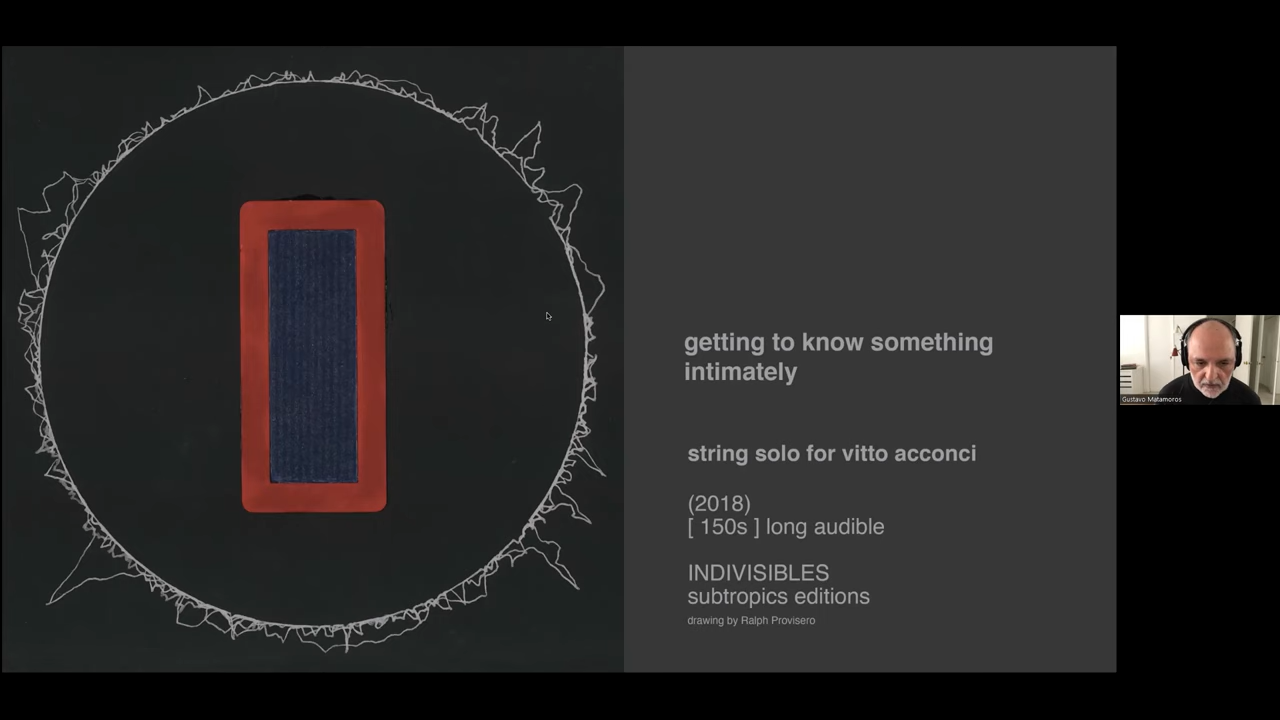 getting to know something
intimately
string solo for vitto acconci
(2018)
[ 150s ] long audible
INDIVISIBLES
subtropics editions
drawing by Ralph Provisero
Gustavo Matamoros